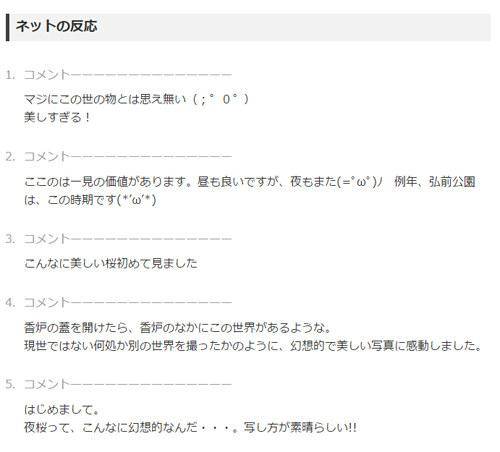 ネットの反応
1. コメントーーーーーーーーーーーーーー
マジにこの世の物とは思え無い（；゜０゜）
美しすぎる！
2. コメントーーーーーーーーーーーーーー
ここのは一見の価値があります。昼も良いですが、夜もまた(=ﾟωﾟ)ﾉ　例年、弘前公園
は、この時期です(*'ω'*)
3. コメントーーーーーーーーーーーーーー
こんなに美しい桜初めて見ました
4. コメントーーーーーーーーーーーーーー
香炉の蓋を開けたら、香炉のなかにこの世界があるような。
現世ではない何処か別の世界を撮ったかのように、幻想的で美しい写真に感動しました。
5. コメントーーーーーーーーーーーーーー
はじめまして。
夜桜って、こんなに幻想的なんだ・・・。写し方が素晴らしい!!